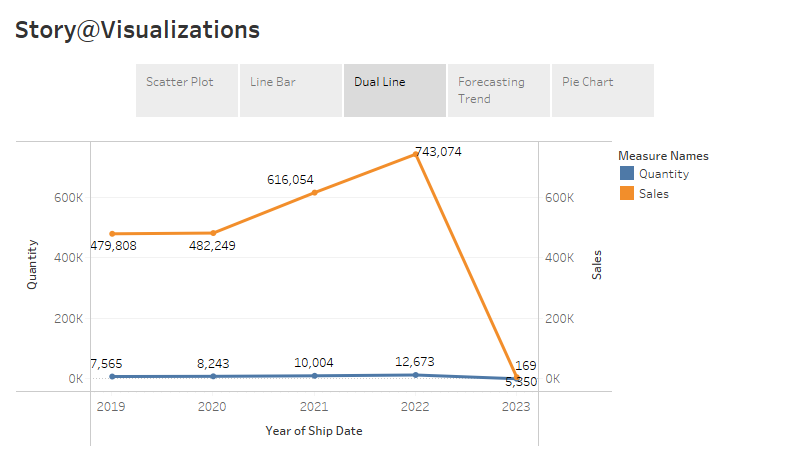 Story@Visualizations
Scatter Plot
Line Bar
Dual Line
Forecasting
Trend
Pie Chart
Measure Names
Quantity
Sales
Quantity
600K
400K
200K
0K
743,074
616,054
479,808
482,249
7,565
8,243
10,004
12,673
169
5,350
600K
400K
200K
0K
Sales
2019
2020
2021
2022
2023
Year of Ship Date